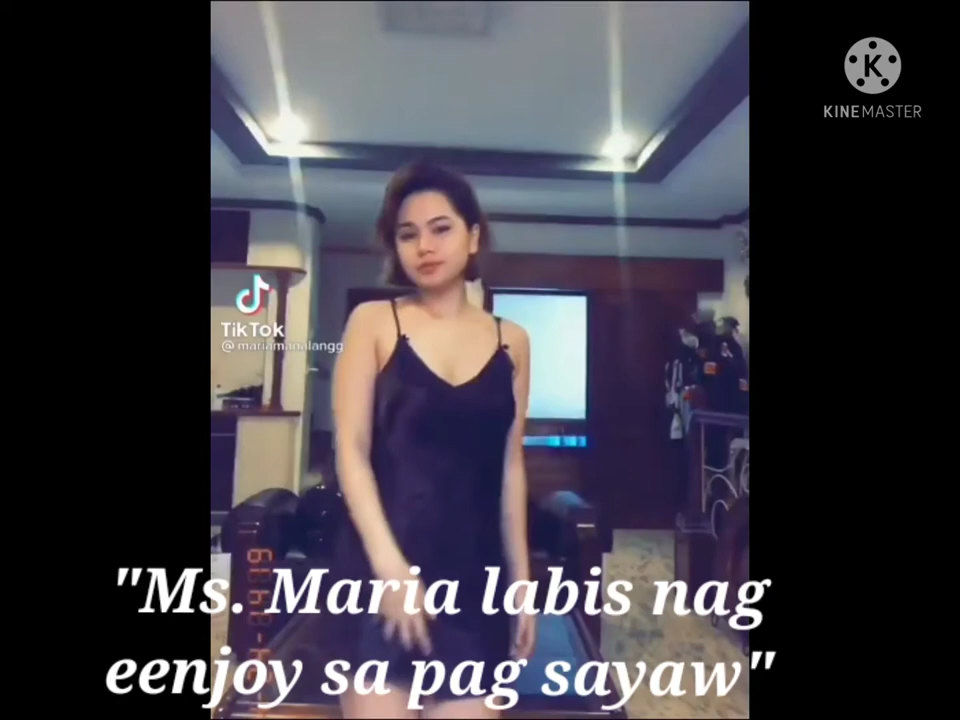 KINEMASTER
TikTok
@mariamanalangg
"Ms. Maria labis nag
eenjoy sa pag sayaw"